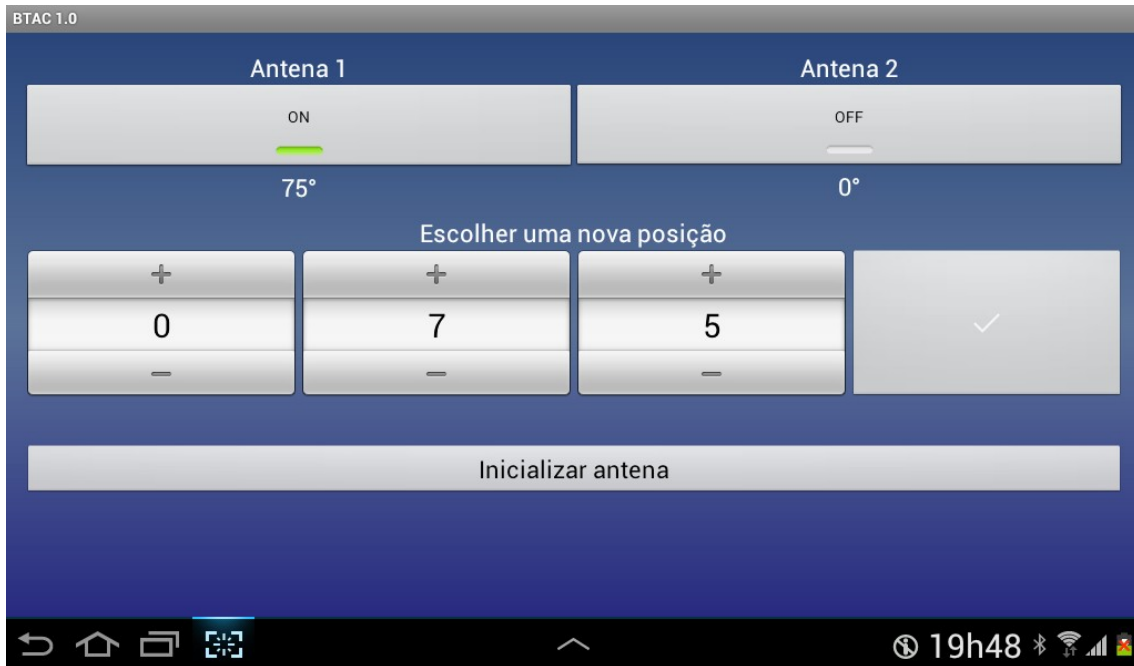 BTAC 1.0
Antena 1 Antena 2
ON OFF
75° 0°
Escolher uma nova posição
+ + +
0 7 5
− − −
Inicializar antena
19h48